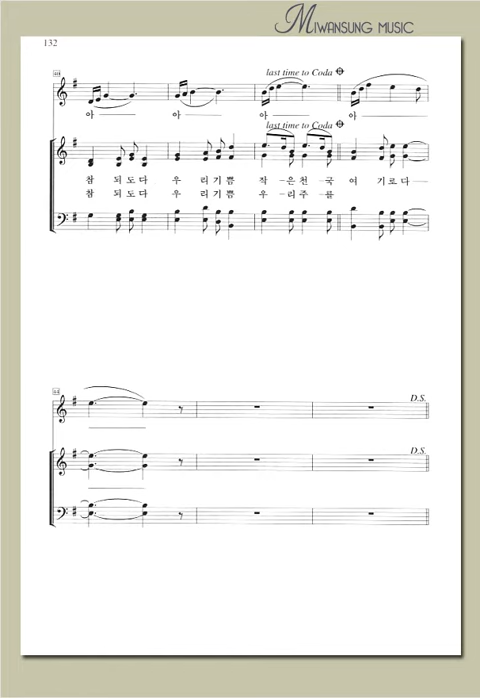 MIWANSUNG MUSIC
132
last time to Coda
아 아 아 아
last time to Coda
참 되도다 우 리기쁨 작 은천 국 여 기로다
참 되도다 우 리기쁨 우 리주 를
D.S.
D.S.